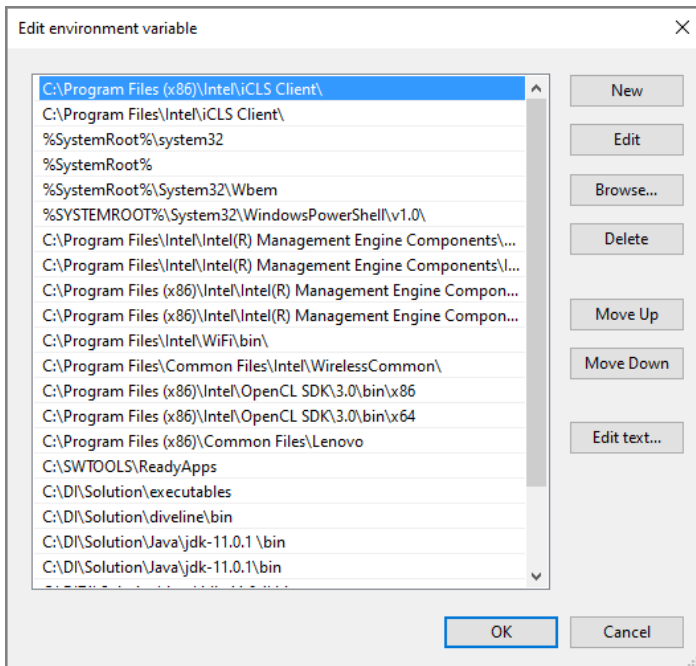 Edit environment variable
C:\Program Files (x86)\Intel\iCLS Client\
C:\Program Files\Intel\iCLS Client\
%SystemRoot%\system32
%SystemRoot%
%SystemRoot%\System32\Wbem
%SYSTEMROOT%\System32\WindowsPowerShell\v1.0\
C:\Program Files\Intel\Intel(R) Management Engine Components\...
C:\Program Files\Intel\Intel(R) Management Engine Components\I...
C:\Program Files (x86)\Intel\Intel(R) Management Engine Compon...
C:\Program Files (x86)\Intel\Intel(R) Management Engine Compon...
C:\Program Files\Intel\WiFi\bin\
C:\Program Files\Common Files\Intel\WirelessCommon\
C:\Program Files (x86)\Intel\OpenCL SDK\3.0\bin\x86
C:\Program Files (x86)\Intel\OpenCL SDK\3.0\bin\x64
C:\Program Files (x86)\Common Files\Lenovo
C:\SWTOOLS\ReadyApps
C:\DI\Solution\executables
C:\DI\Solution\diveline\bin
C:\DI\Solution\Java\jdk-11.0.1 \bin
C:\DI\Solution\Java\jdk-11.0.1\bin
New
Edit
Browse...
Delete
Move Up
Move Down
Edit text...
OK
Cancel